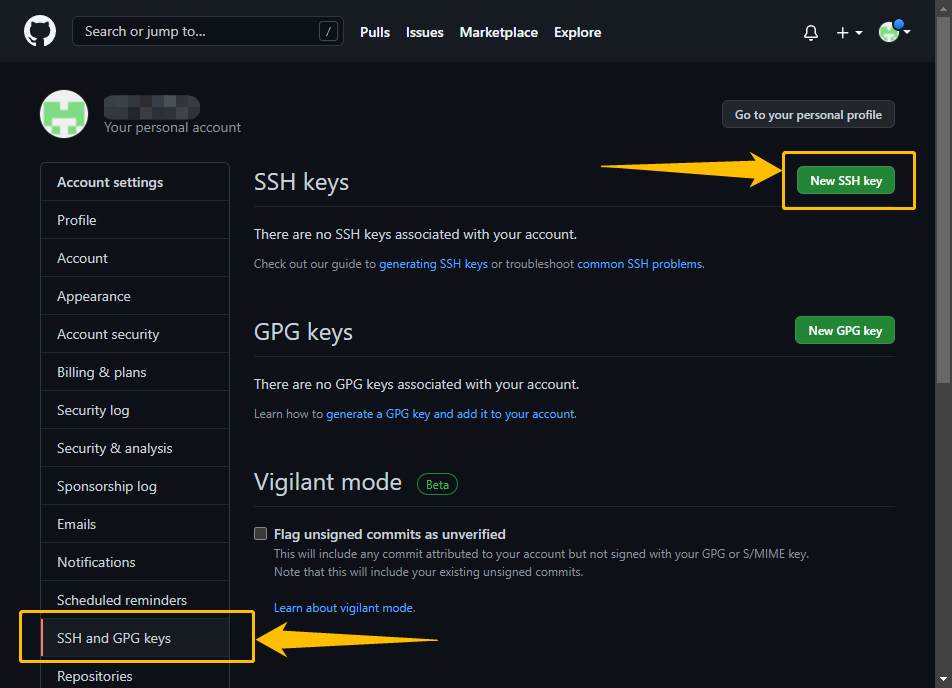 Search or jump to... /
Pulls Issues Marketplace Explore
Your personal account
Go to your personal profile
Account settings
Profile
Account
Appearance
Account security
Billing & plans
Security log
Security & analysis
Sponsorship log
Emails
Notifications
Scheduled reminders
SSH and GPG keys
Repositories
SSH keys
New SSH key
There are no SSH keys associated with your account.
Check out our guide to generating SSH keys or troubleshoot common SSH problems.
GPG keys
New GPG key
There are no GPG keys associated with your account.
Learn how to generate a GPG key and add it to your account.
Vigilant mode Beta
Flag unsigned commits as unverified
This will include any commit attributed to your account but not signed with your GPG or S/MIME key.
Note that this will include your existing unsigned commits.
Learn about vigilant mode.